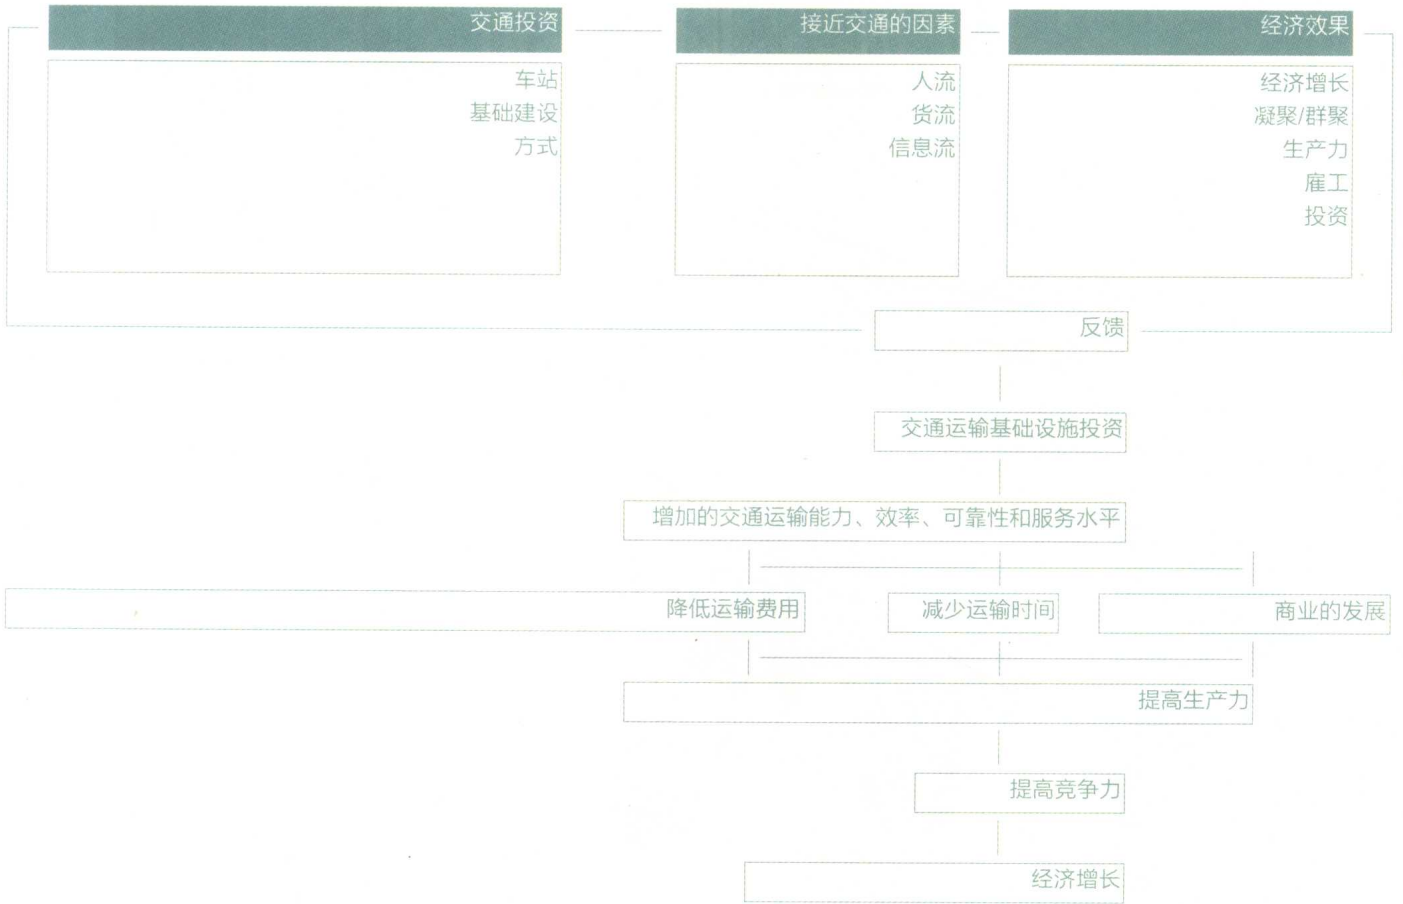 交通投资
接近交通的因素
经济效果
车站
基础建设
方式
人流
货流
信息流
经济增长
凝聚/群聚
生产力
雇工
投资
反馈
交通运输基础设施投资
增加的交通运输能力、效率、可靠性和服务水平
降低运输费用
减少运输时间
商业的发展
提高生产力
提高竞争力
经济增长